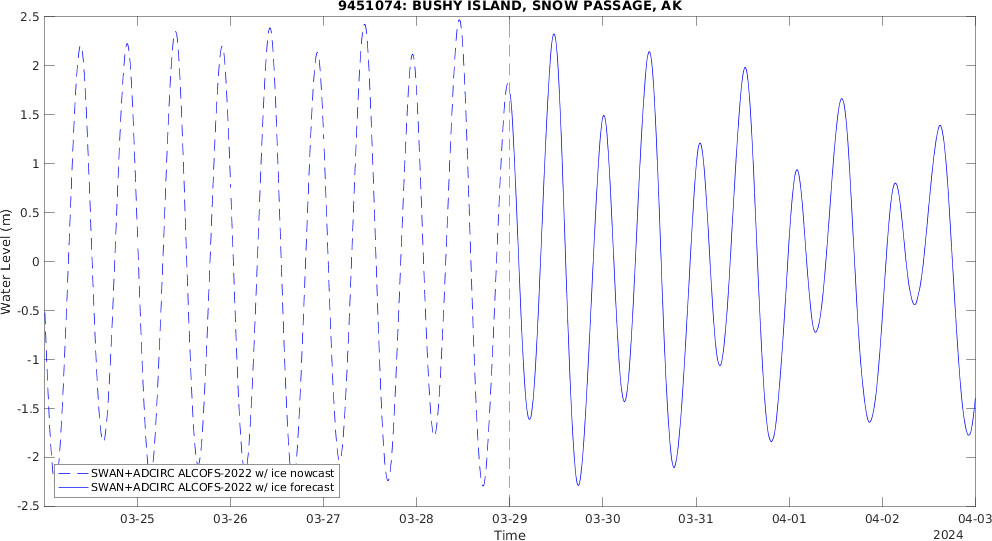 9451074: BUSHY ISLAND, SNOW PASSAGE, AK
2.5
2
1.5
1
0.5
0
-0.5
-1
-1.5
-2
-2.5
Water Level (m)
SWAN+ADCIRC ALCOFS-2022 w/ ice nowcast
SWAN+ADCIRC ALCOFS-2022 w/ ice forecast
03-25 03-26 03-27 03-28 03-29 03-30 03-31 04-01 04-02 04-03
Time
2024